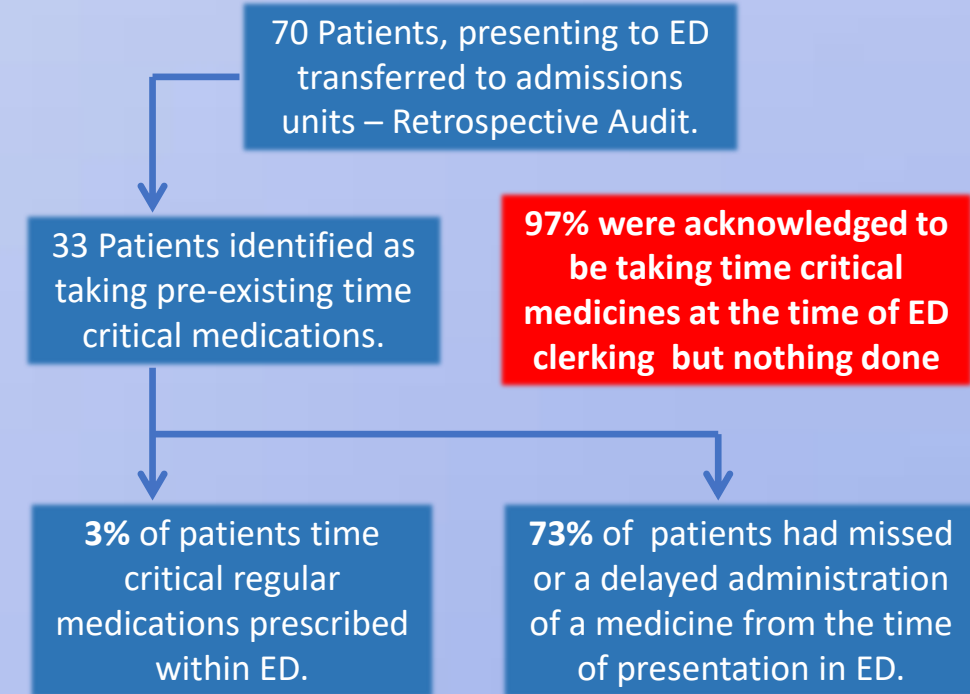 70 Patients, presenting to ED
transferred to admissions
units – Retrospective Audit.
33 Patients identified as
taking pre-existing time
critical medications.
97% were acknowledged to
be taking time critical
medicines at the time of ED
clerking  but nothing done
3% of patients time
critical regular
medications prescribed
within ED.
73% of  patients had missed
or a delayed administration
of a medicine from the time
of presentation in ED.